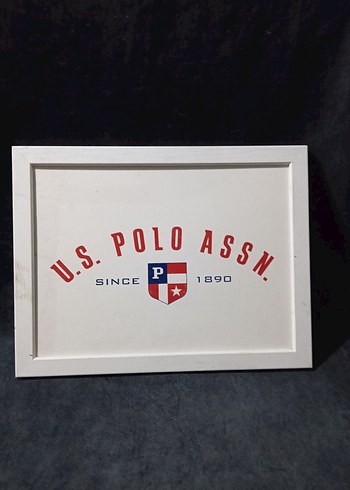 U.S. POLO ASSN.
SINCE P 1890